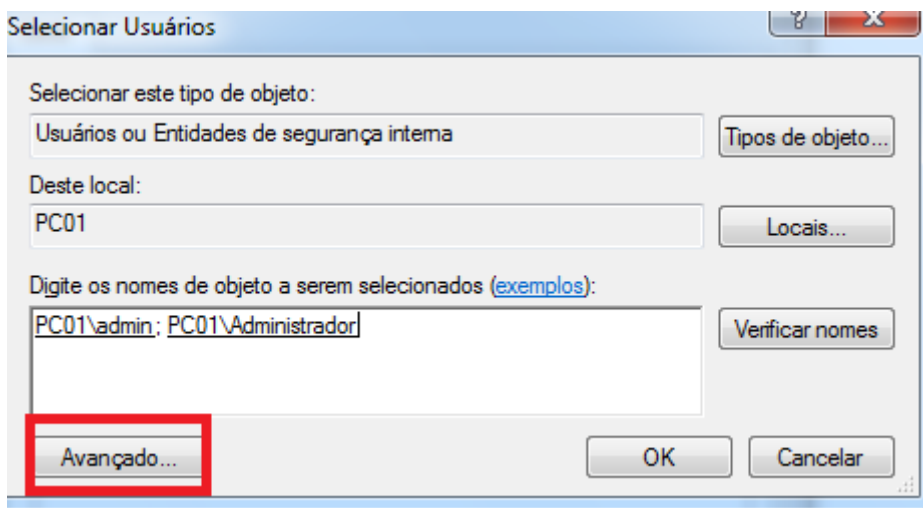 Selecionar Usuários
Selecionar este tipo de objeto:
Usuários ou Entidades de segurança interna
Tipos de objeto...
Deste local:
PC01
Locais...
Digite os nomes de objeto a serem selecionados (exemplos):
PC01\admin; PC01\Administrador
Verificar nomes
Avançado...
OK
Cancelar